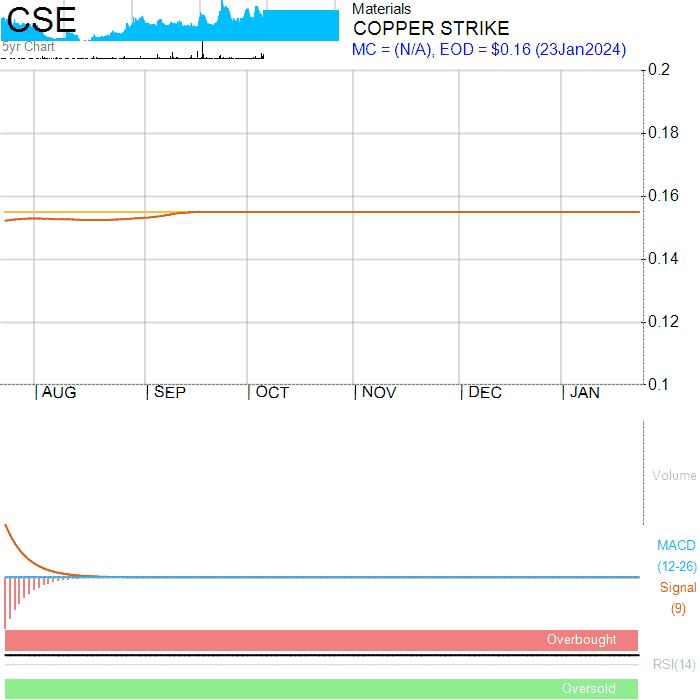 CSE
5yr Chart
Materials
COPPER STRIKE
MC = (N/A), EOD = $0.16 (23Jan2024)
0.2
0.18
0.16
0.14
0.12
0.1
AUG SEP OCT NOV DEC JAN
Volume
MACD
(12-26)
Signal
(9)
Overbought
RSI(14)
Oversold